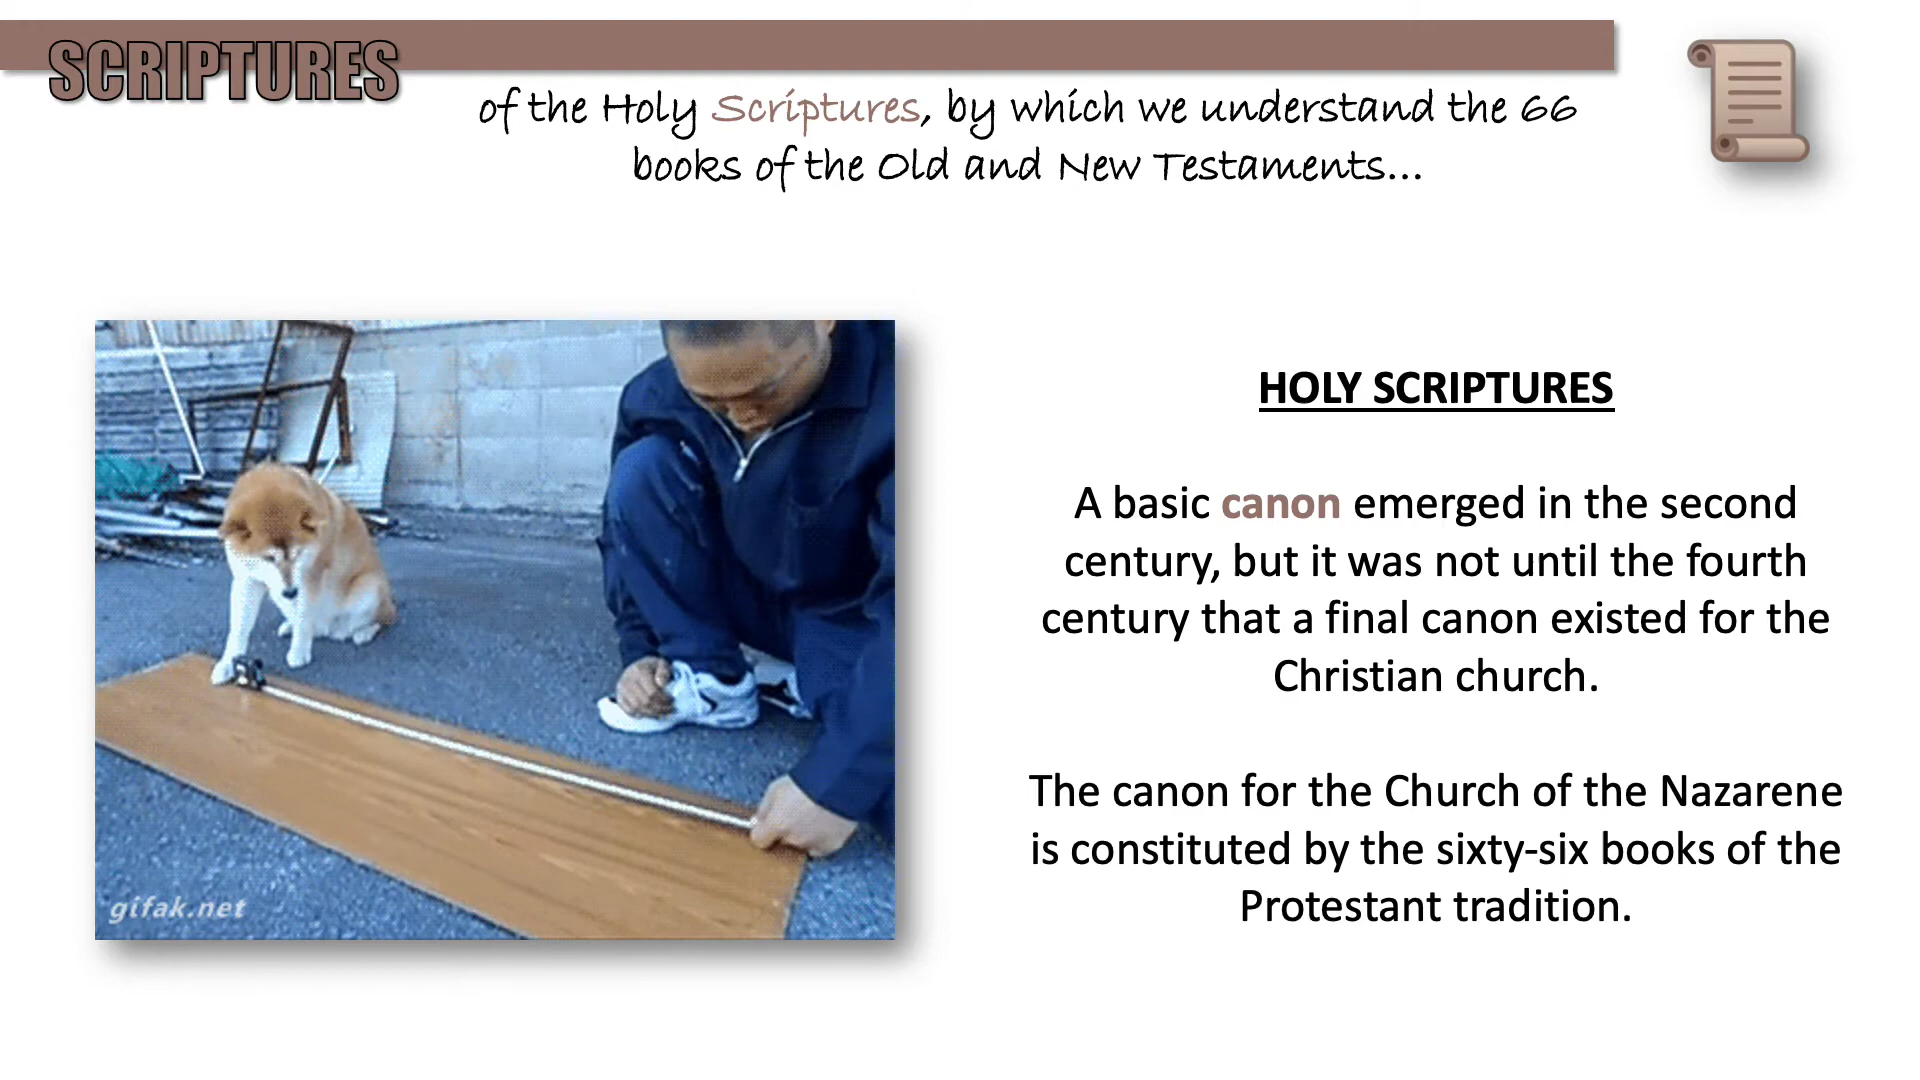 SCRIPTURES
of the Holy Scriptures, by which we understand the 66
books of the Old and New Testaments...
HOLY SCRIPTURES
A basic canon emerged in the second
century, but it was not until the fourth
century that a final canon existed for the
Christian church.
The canon for the Church of the Nazarene
is constituted by the sixty-six books of the
Protestant tradition.
gifak.net